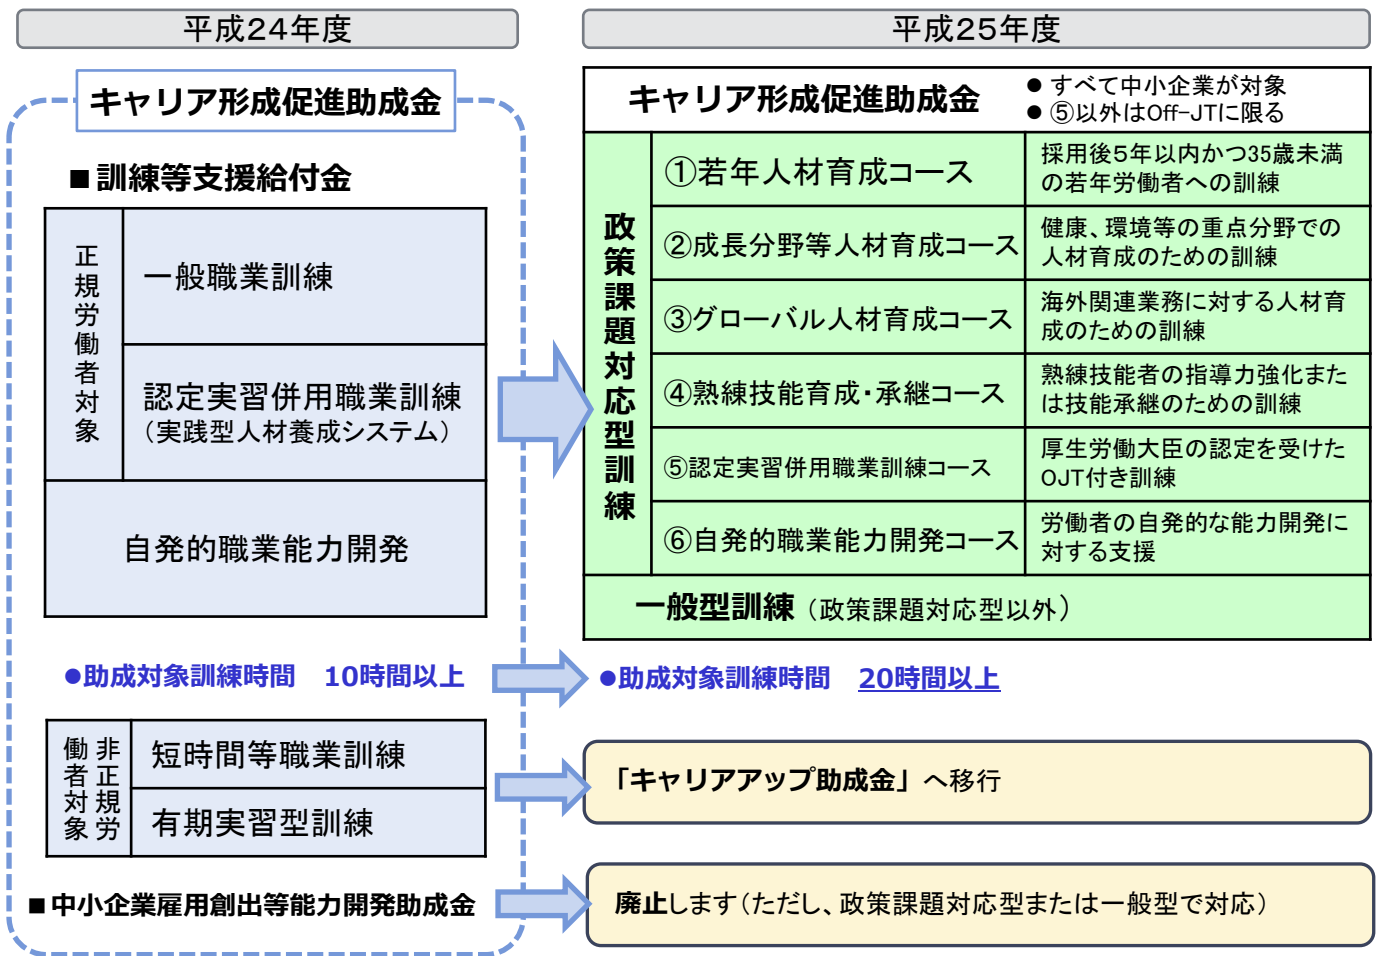 平成24年度
キャリア形成促進助成金
■訓練等支援給付金
正規労働者対象
一般職業訓練
認定実習併用職業訓練
（実践型人材養成システム）
自発的職業能力開発
●助成対象訓練時間　10時間以上
非正規労
働者対象
短時間等職業訓練
有期実習型訓練
■中小企業雇用創出等能力開発助成金
平成25年度
キャリア形成促進助成金
● すべて中小企業が対象
● ⑤以外はOff-JTに限る
政策課題対応型訓練
①若年人材育成コース
採用後5年以内かつ35歳未満
の若年労働者への訓練
②成長分野等人材育成コース
健康、環境等の重点分野での
人材育成のための訓練
③グローバル人材育成コース
海外関連業務に対する人材育
成のための訓練
④熟練技能育成・承継コース
熟練技能者の指導力強化また
は技能承継のための訓練
⑤認定実習併用職業訓練コース
厚生労働大臣の認定を受けた
OJT付き訓練
⑥自発的職業能力開発コース
労働者の自発的な能力開発に
対する支援
一般型訓練（政策課題対応型以外）
●助成対象訓練時間　20時間以上
「キャリアアップ助成金」へ移行
廃止します（ただし、政策課題対応型または一般型で対応）